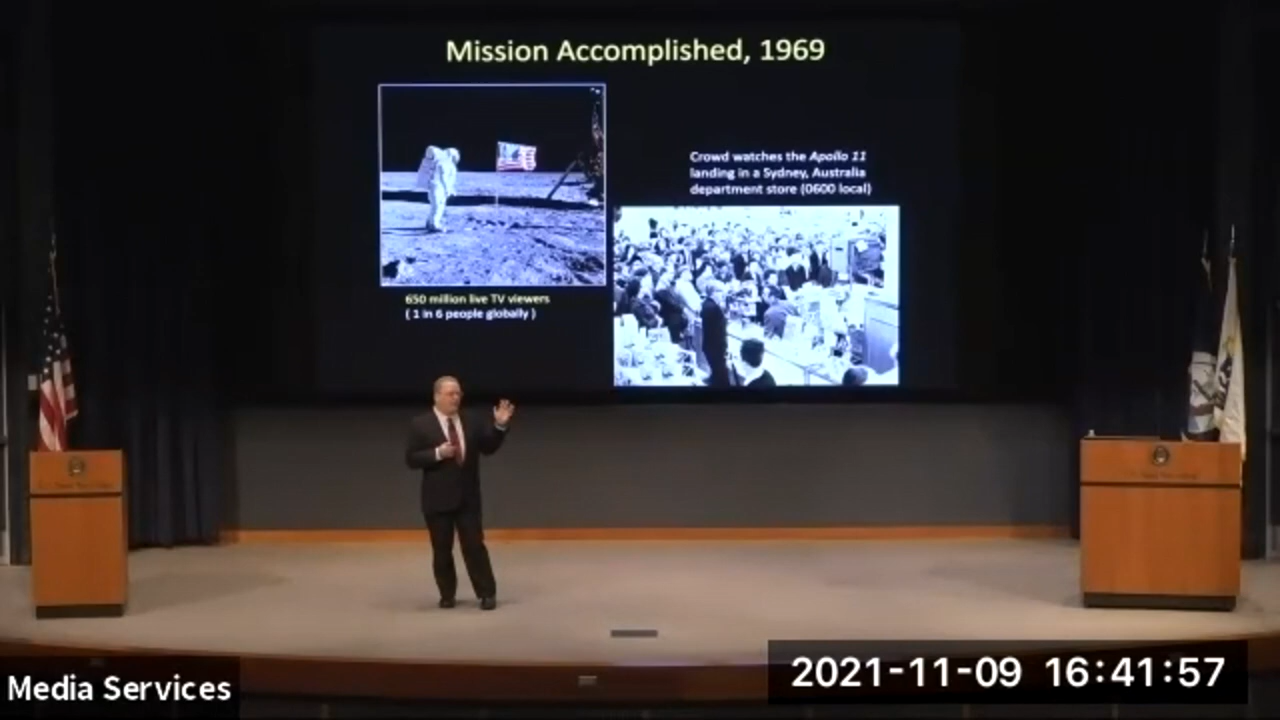 Mission Accomplished, 1969
Crowd watches the Apollo 11
landing in a Sydney, Australia
department store (0600 local)
650 million live TV viewers
( 1 in 6 people globally )
Media Services
2021-11-09 16:41:57